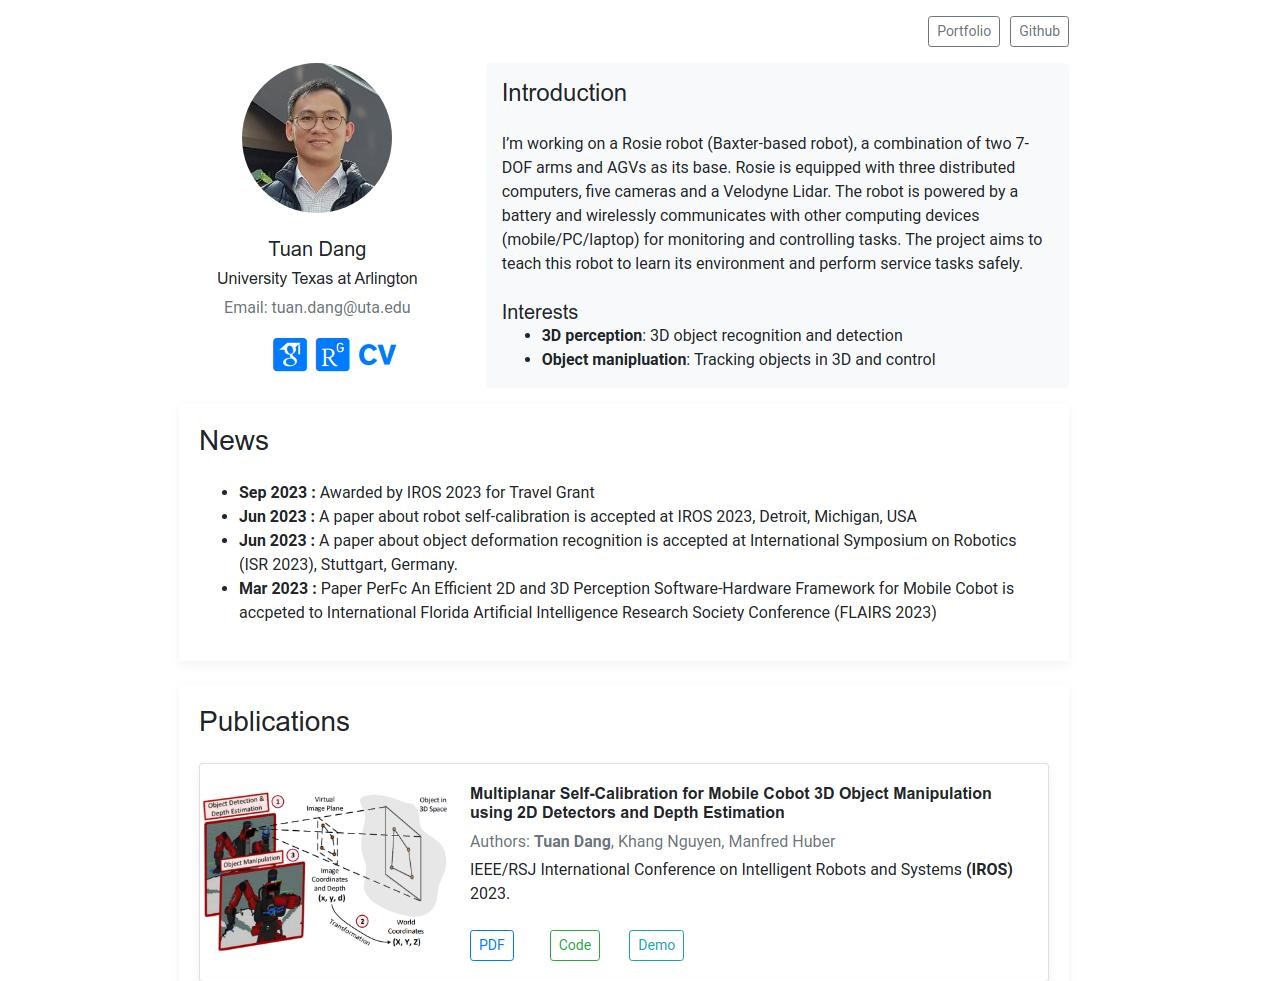 Portfolio Github
Tuan Dang
University Texas at Arlington
Email: tuan.dang@uta.edu
g RG CV
Introduction
I'm working on a Rosie robot (Baxter-based robot), a combination of two 7-
DOF arms and AGVs as its base. Rosie is equipped with three distributed
computers, five cameras and a Velodyne Lidar. The robot is powered by a
battery and wirelessly communicates with other computing devices
(mobile/PC/laptop) for monitoring and controlling tasks. The project aims to
teach this robot to learn its environment and perform service tasks safely.
Interests
• 3D perception: 3D object recognition and detection
• Object manipluation: Tracking objects in 3D and control
News
• Sep 2023 : Awarded by IROS 2023 for Travel Grant
• Jun 2023 : A paper about robot self-calibration is accepted at IROS 2023, Detroit, Michigan, USA
• Jun 2023 : A paper about object deformation recognition is accepted at International Symposium on Robotics
(ISR 2023), Stuttgart, Germany.
• Mar 2023 : Paper PerFc An Efficient 2D and 3D Perception Software-Hardware Framework for Mobile Cobot is
accpeted to International Florida Artificial Intelligence Research Society Conference (FLAIRS 2023)
Publications
Object Detection &
Depth Estimation
1
Virtual
Image Plane
Object in
3D Space
Object Manipulation
3
Image
Coordinates
and Depth
(x, y, d)
2
Transformation
World
Coordinates
(X, Y, Z)
Multiplanar Self-Calibration for Mobile Cobot 3D Object Manipulation
using 2D Detectors and Depth Estimation
Authors: Tuan Dang, Khang Nguyen, Manfred Huber
IEEE/RSJ International Conference on Intelligent Robots and Systems (IROS)
2023.
PDF Code Demo